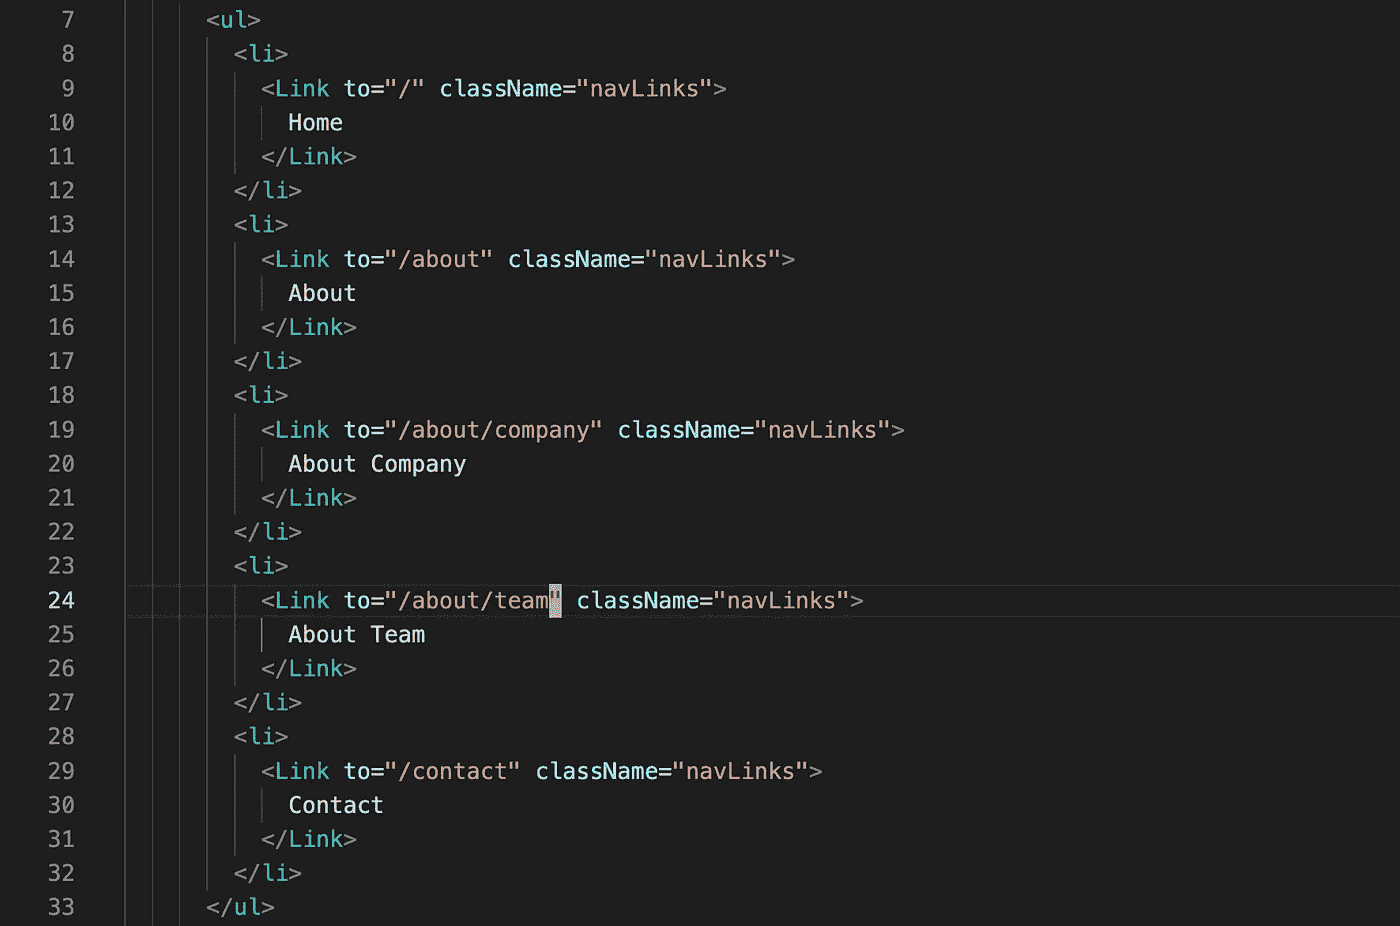 7 <ul>
8 <li>
9 <Link to="/" className="navLinks">
10 Home
11 </Link>
12 </li>
13 <li>
14 <Link to="/about" className="navLinks">
15 About
16 </Link>
17 </li>
18 <li>
19 <Link to="/about/company" className="navLinks">
20 About Company
21 </Link>
22 </li>
23 <li>
24 <Link to="/about/team" className="navLinks">
25 About Team
26 </Link>
27 </li>
28 <li>
29 <Link to="/contact" className="navLinks">
30 Contact
31 </Link>
32 </li>
33 </ul>